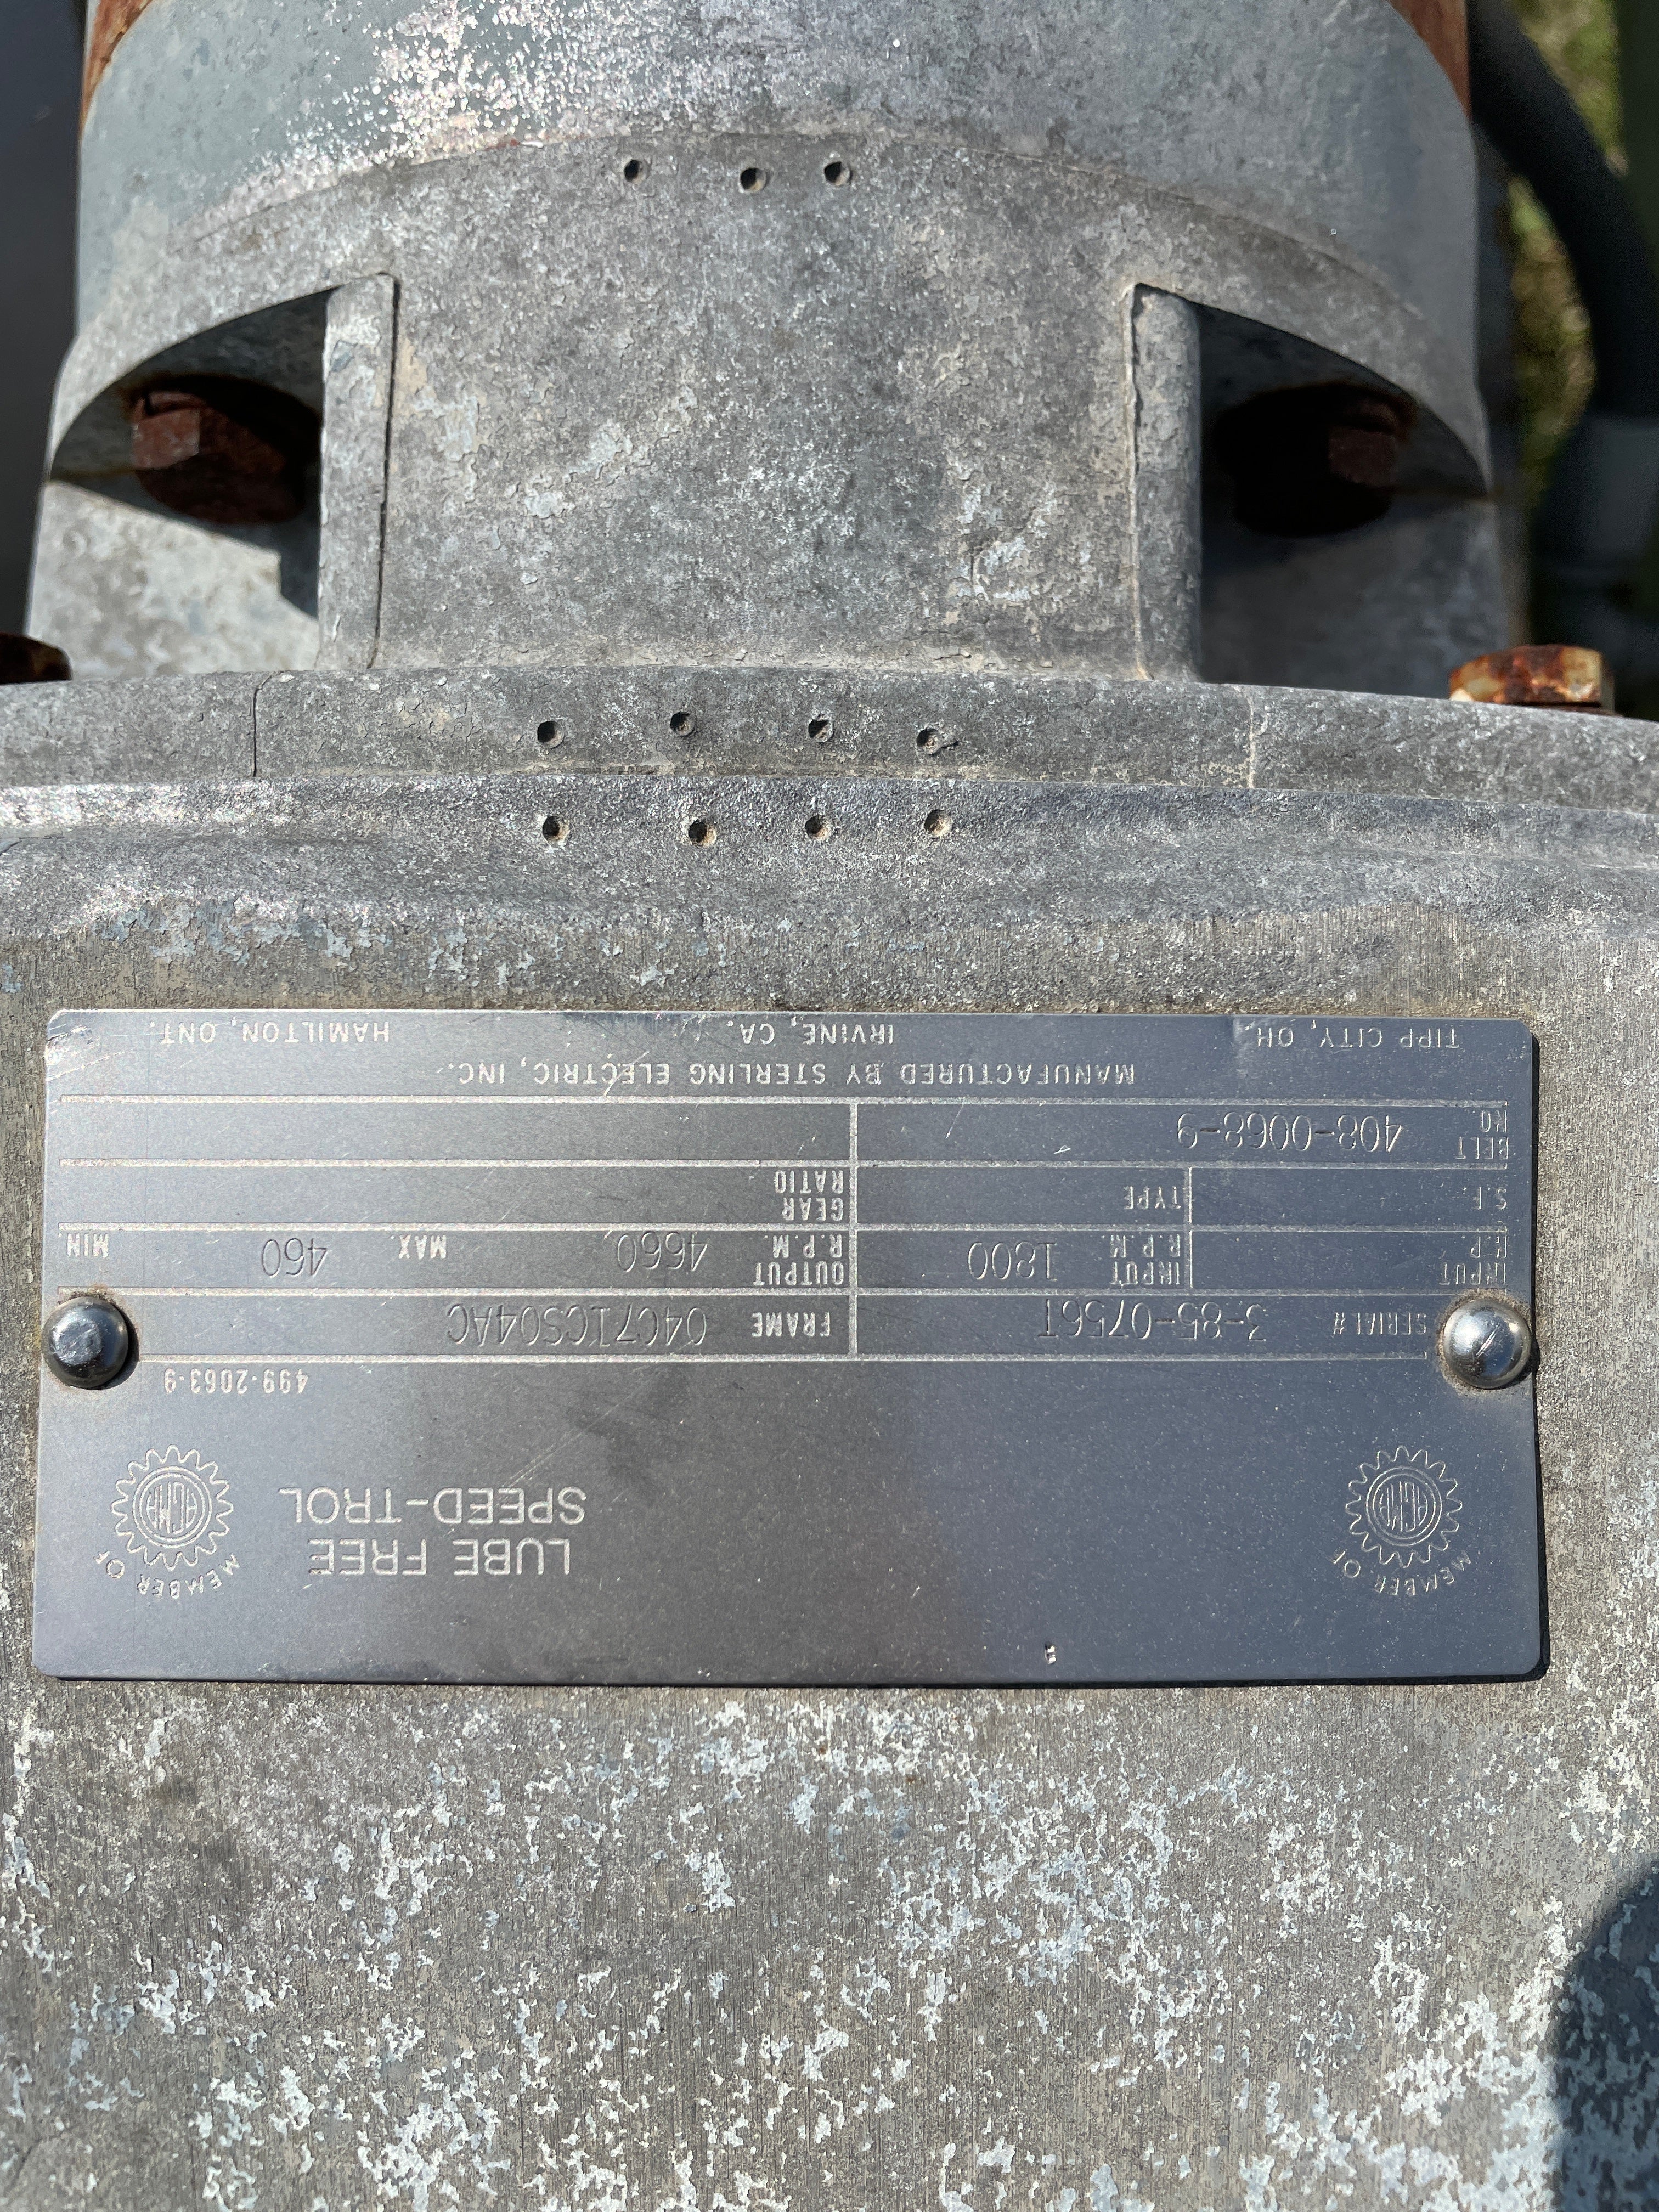 MEMBER OF AGMA
LUBE FREE
SPEED-TROL
MEMBER OF AGMA
499-2063-9
SERIAL # 3-85-0756T FRAME 04C71CS04AC
INPUT H.P. INPUT R.P.M. 1800 OUTPUT R.P.M. 4660 MAX. 460 MIN.
S.F. TYPE GEAR RATIO
BELT NO. 408-0068-9
MANUFACTURED BY STERLING ELECTRIC, INC.
TIPP CITY, OH. IRVINE, CA. HAMILTON, ONT.